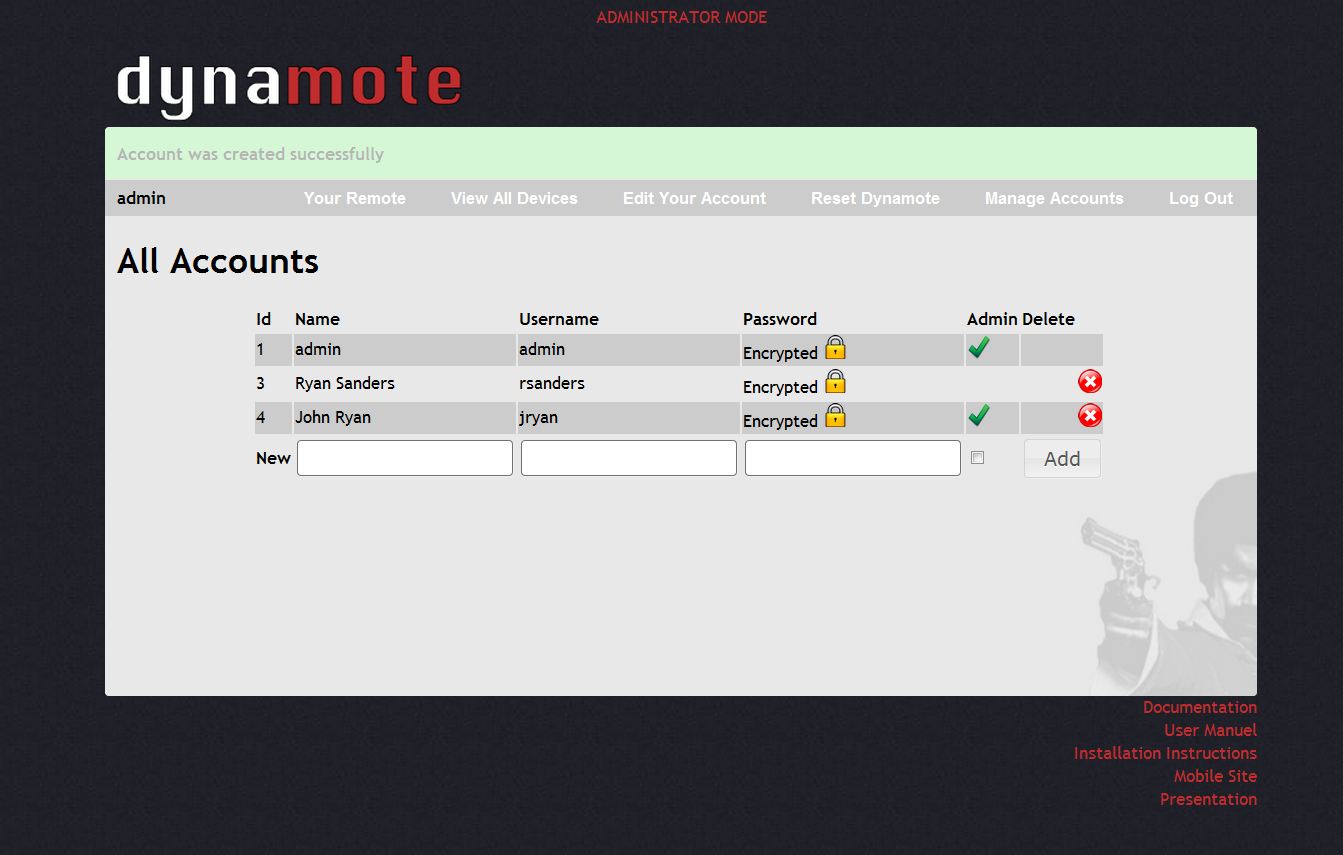 ADMINISTRATOR MODE
dynamote
Account was created successfully
admin Your Remote View All Devices Edit Your Account Reset Dynamote Manage Accounts Log Out
All Accounts
Id Name Username Password Admin Delete
1 admin admin Encrypted
3 Ryan Sanders rsanders Encrypted
4 John Ryan jryan Encrypted
New Add
Documentation
User Manuel
Installation Instructions
Mobile Site
Presentation